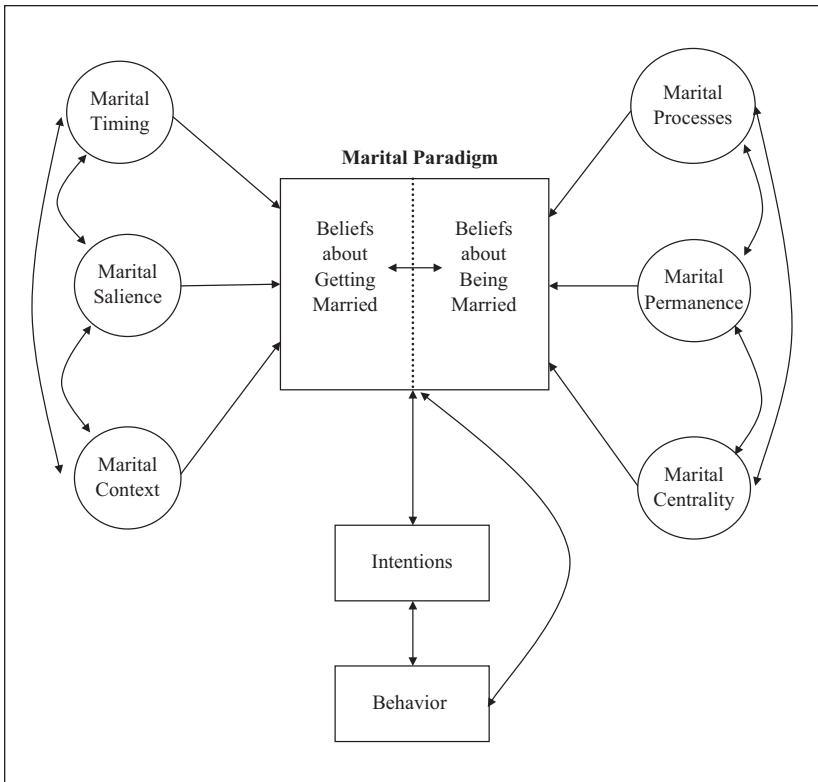 Marital
Timing
Marital
Salience
Marital
Context
Marital Paradigm
Beliefs
about
Getting
Married
Beliefs
about
Being
Married
Marital
Processes
Marital
Permanence
Marital
Centrality
Intentions
Behavior